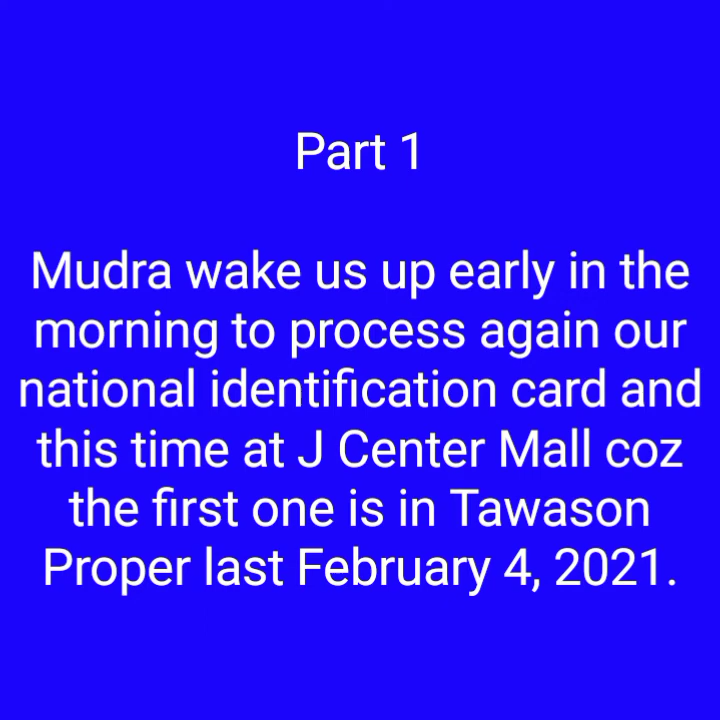 Part 1
Mudra wake us up early in the
morning to process again our
national identification card and
this time at J Center Mall coz
the first one is in Tawason
Proper last February 4, 2021.